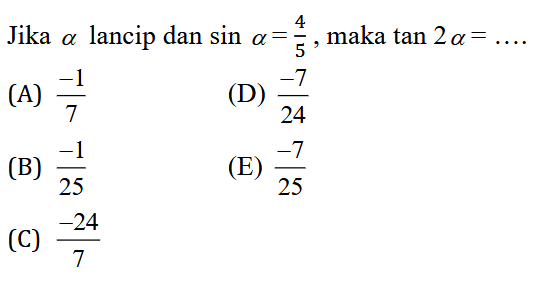 Jika α lancip dan sin α = 4/5 , maka tan 2α = ….
(A) –1/7 (D) –7/24
(B) –1/25 (E) –7/25
(C) –24/7